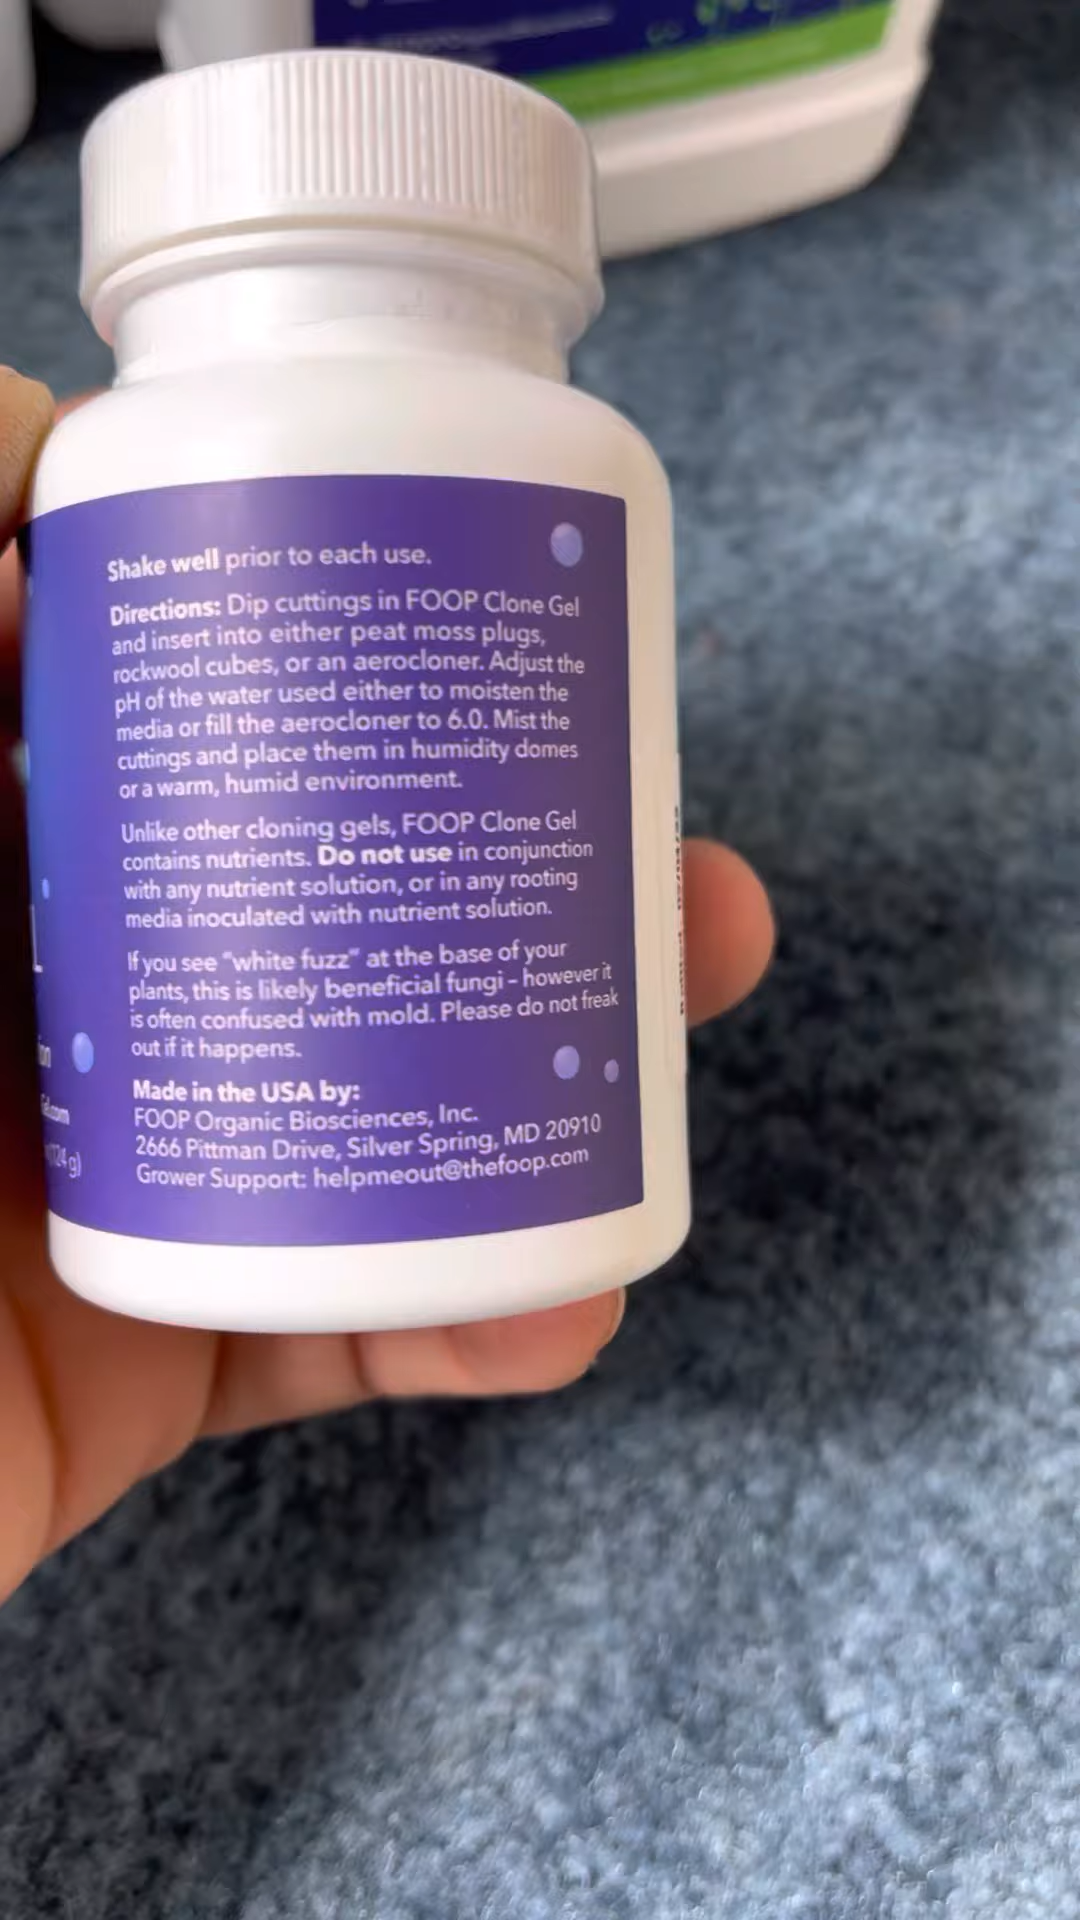 Shake well prior to each use.
Directions: Dip cuttings in FOOP Clone Gel
and insert into either peat moss plugs,
rockwool cubes, or an aerocloner. Adjust the
pH of the water used either to moisten the
media or fill the aerocloner to 6.0. Mist the
cuttings and place them in humidity domes
or a warm, humid environment.
Unlike other cloning gels, FOOP Clone Gel
contains nutrients. Do not use in conjunction
with any nutrient solution, or in any rooting
media inoculated with nutrient solution.
If you see "white fuzz" at the base of your
plants, this is likely beneficial fungi – however it
is often confused with mold. Please do not freak
out if it happens.
Made in the USA by:
FOOP Organic Biosciences, Inc.
2666 Pittman Drive, Silver Spring, MD 20910
Grower Support: helpmeout@thefoop.com